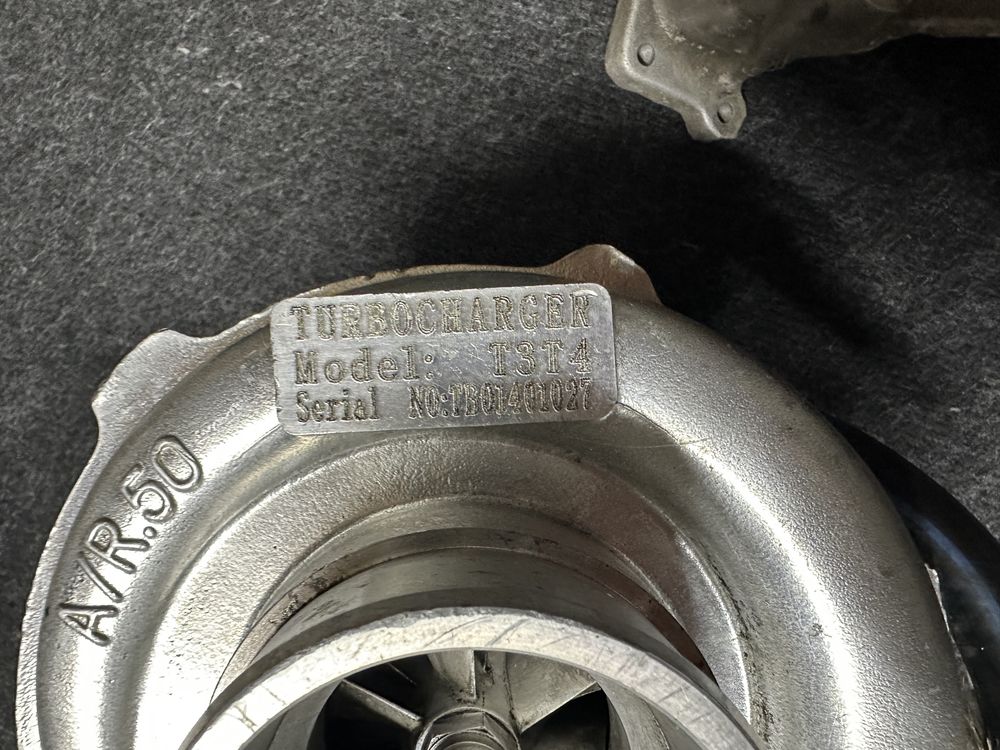 TURBOCHARGER
Model: T3T4
Serial NO:TB01401027
A/R.50